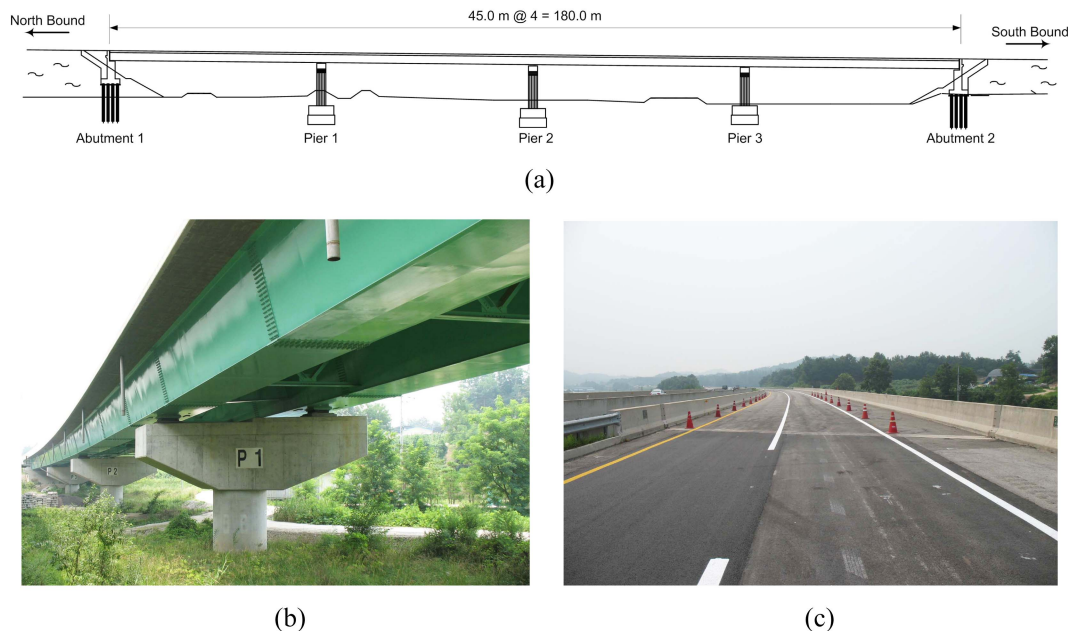 45.0 m @ 4 = 180.0 m
North Bound
South Bound
Abutment 1
Pier 1
Pier 2
Pier 3
Abutment 2
(a)
P 1
P 2
(b)
(c)